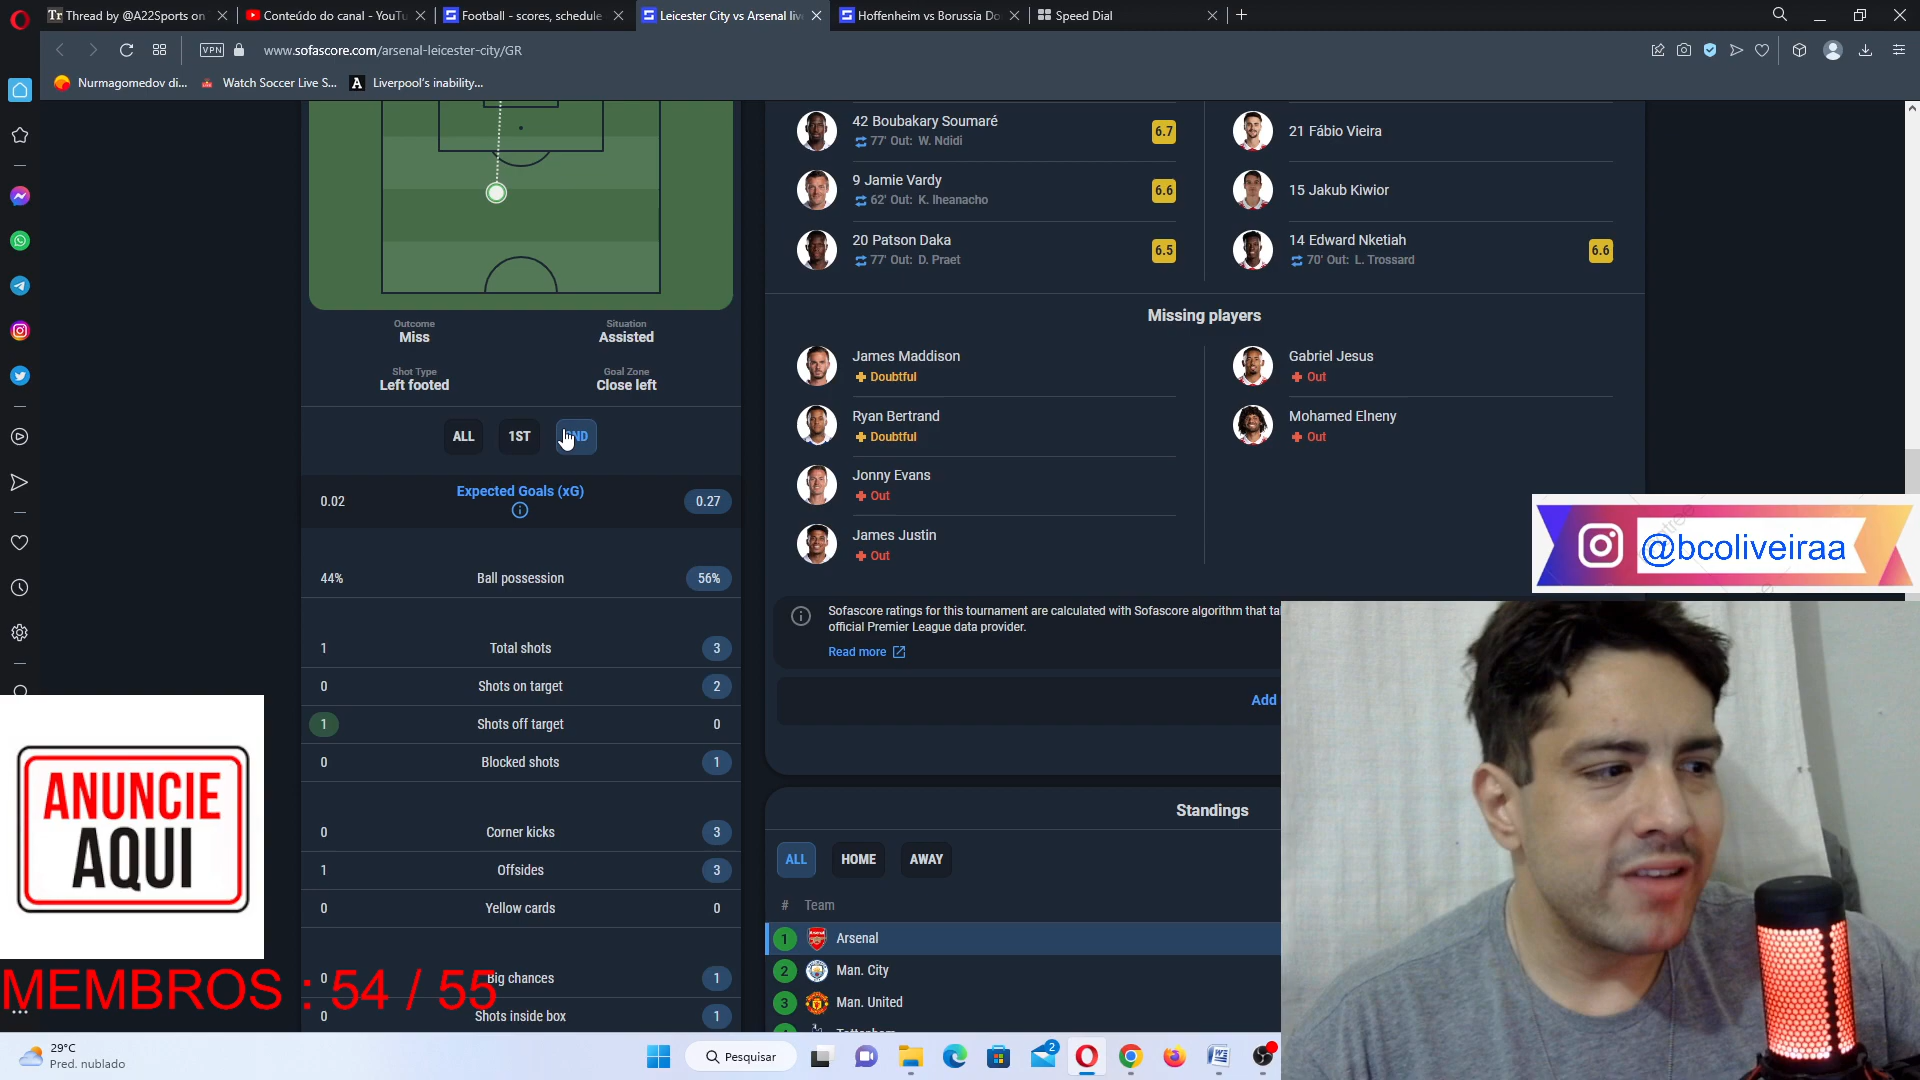 Thread by @A22Sports on
Conteúdo do canal - YouTu
Football - scores, schedule
Leicester City vs Arsenal liv
Hoffenheim vs Borussia Do
Speed Dial
VPN
www.sofascore.com/arsenal-leicester-city/GR
Nurmagomedov di...
Watch Soccer Live S...
Liverpool's inability...
Outcome
Miss
Situation
Assisted
Shot Type
Left footed
Goal Zone
Close left
ALL
1ST
ND
0.02
Expected Goals (xG)
0.27
44%
Ball possession
56%
1
Total shots
3
0
Shots on target
2
1
Shots off target
0
0
Blocked shots
1
0
Corner kicks
3
1
Offsides
3
0
Yellow cards
0
0
Big chances
1
0
Shots inside box
1
42 Boubakary Soumaré
77' Out: W. Ndidi
6.7
9 Jamie Vardy
62' Out: K. Iheanacho
6.6
20 Patson Daka
77' Out: D. Praet
6.5
21 Fábio Vieira
15 Jakub Kiwior
14 Edward Nketiah
70' Out: L. Trossard
6.6
Missing players
James Maddison
Doubtful
Ryan Bertrand
Doubtful
Jonny Evans
Out
James Justin
Out
Gabriel Jesus
Out
Mohamed Elneny
Out
Sofascore ratings for this tournament are calculated with Sofascore algorithm that ta
official Premier League data provider.
Read more
Add
Standings
ALL
HOME
AWAY
# Team
1 Arsenal
2 Man. City
3 Man. United
@bcoliveiraa
ANUNCIE
AQUI
MEMBROS : 54 / 55
29°C
Pred. nublado
Pesquisar
2